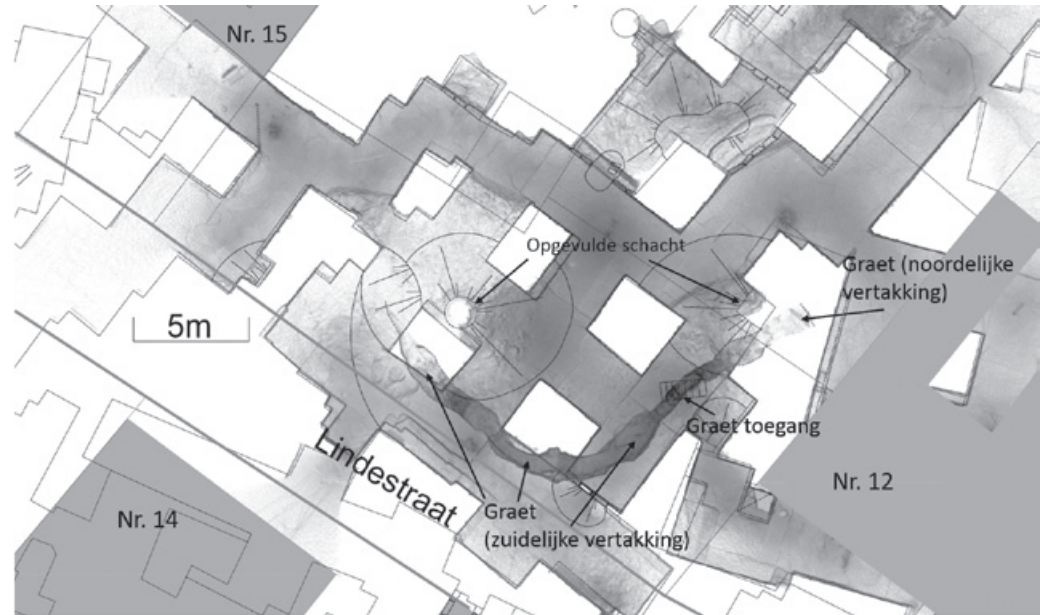 Nr. 15
Opgevulde schacht
Graet (noordelijke
vertakking)
5m
Graet toegang
Lindestraat
Graet
(zuidelijke vertakking)
Nr. 12
Nr. 14